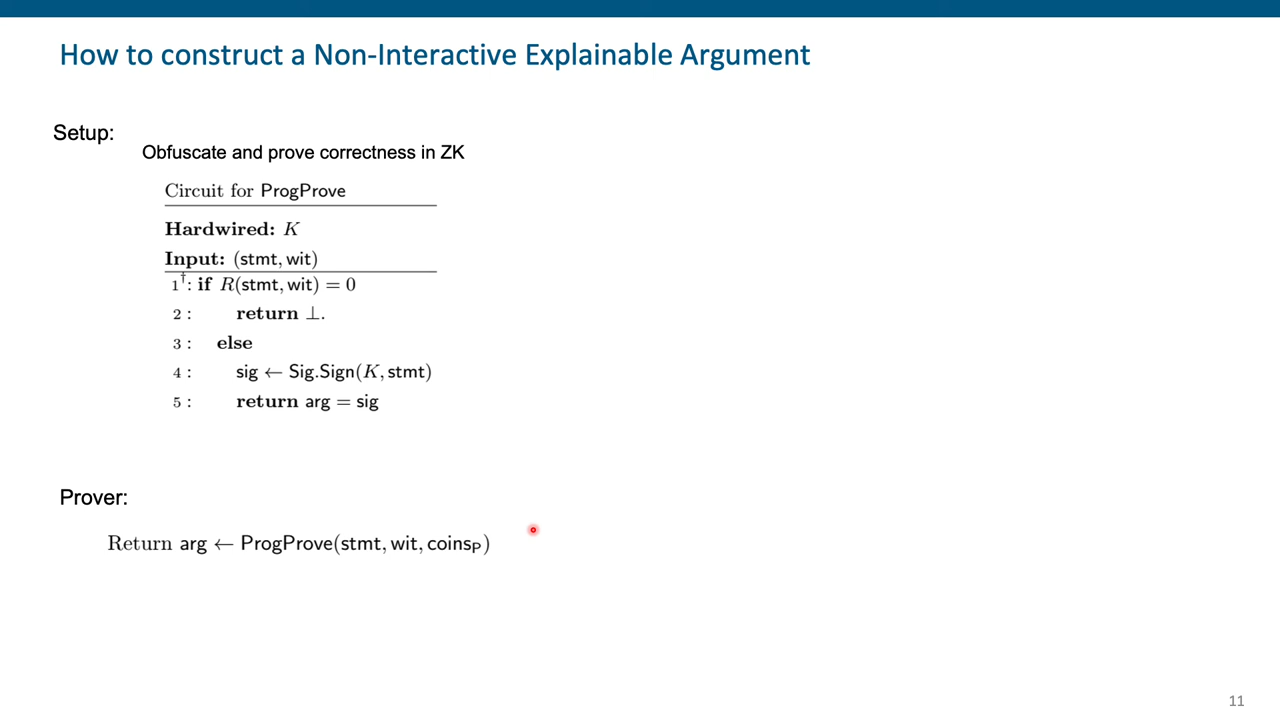 How to construct a Non-Interactive Explainable Argument
Setup:
Obfuscate and prove correctness in ZK
Circuit for ProgProve
Hardwired: K
Input: (stmt, wit)
1†: if R(stmt, wit) = 0
2 : return ⊥.
3 : else
4 : sig ← Sig.Sign(K, stmt)
5 : return arg = sig
Prover:
Return arg ← ProgProve(stmt, wit, coinsP)
11